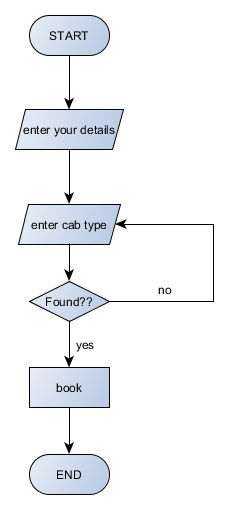 START
enter your details
enter cab type
Found??
no
yes
book
END